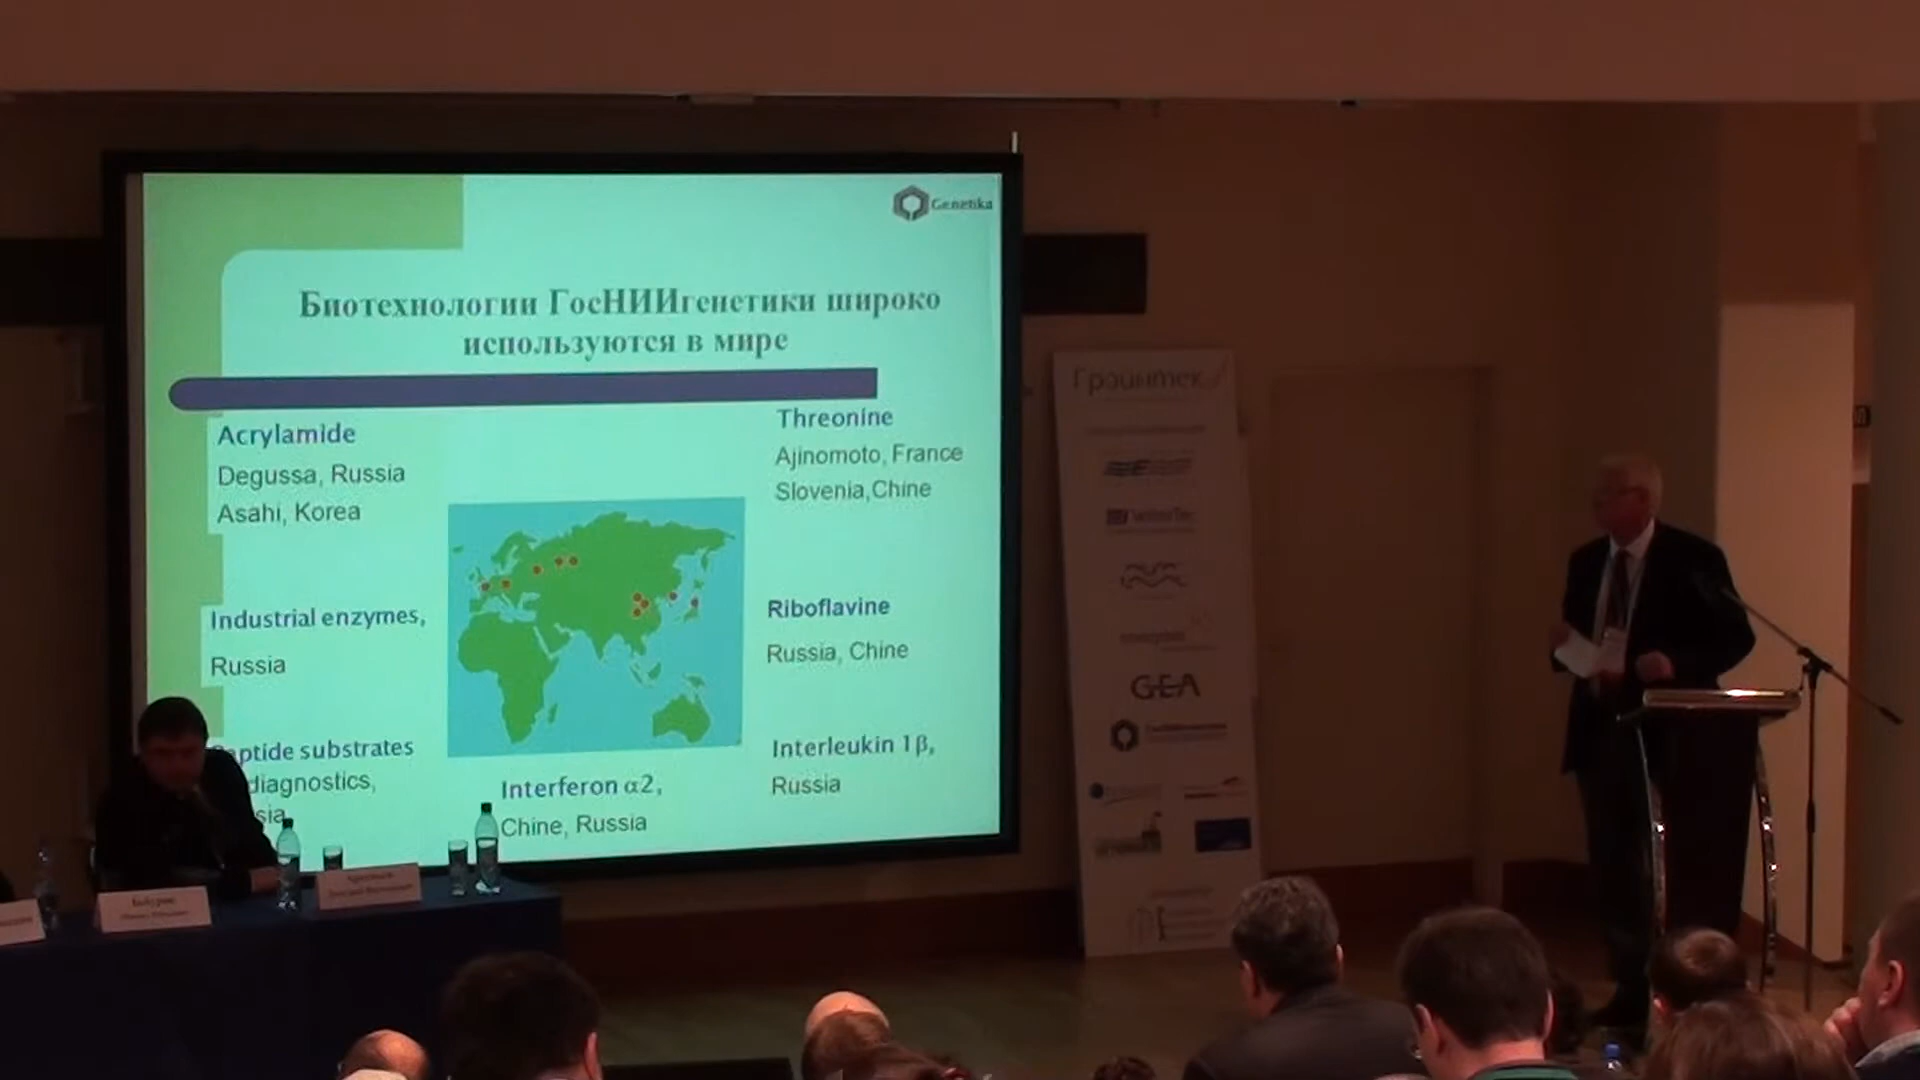 Genetika
Биотехнологии ГосНИИгенетики широко
используются в мире
Acrylamide
Degussa, Russia
Asahi, Korea
Threonine
Ajinomoto, France
Slovenia,Chine
Industrial enzymes,
Russia
Riboflavine
Russia, Chine
substrates
diagnostics,
Interferon α2,
Chine, Russia
Interleukin 1β,
Russia
Грэйнтек
GEA